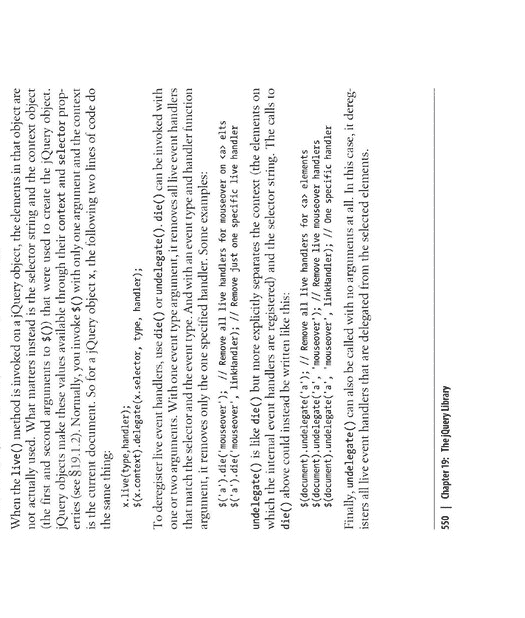 When the live() method is invoked on a jQuery object, the elements in that object are
not actually used. What matters instead is the selector string and the context object
(the first and second arguments to $()) that were used to create the jQuery object.
jQuery objects make these values available through their context and selector prop-
erties (see §19.1.2). Normally, you invoke $() with only one argument and the context
is the current document. So for a jQuery object x, the following two lines of code do
the same thing:
x.live(type,handler);
$(x.context).delegate(x.selector, type, handler);
To deregister live event handlers, use die() or undelegate(). die() can be invoked with
one or two arguments. With one event type argument, it removes all live event handlers
that match the selector and the event type. And with an event type and handler function
argument, it removes only the one specified handler. Some examples:
$('a').die('mouseover'); // Remove all live handlers for mouseover on <a> elts
$('a').die('mouseover', linkHandler); // Remove just one specific live handler
undelegate() is like die() but more explicitly separates the context (the elements on
which the internal event handlers are registered) and the selector string. The calls to
die() above could instead be written like this:
$(document).undelegate('a'); // Remove all live handlers for <a> elements
$(document).undelegate('a', 'mouseover'); // Remove live mouseover handlers
$(document).undelegate('a', 'mouseover', linkHandler); // One specific handler
Finally, undelegate() can also be called with no arguments at all. In this case, it dereg-
isters all live event handlers that are delegated from the selected elements.
550 | Chapter 19: The jQuery Library